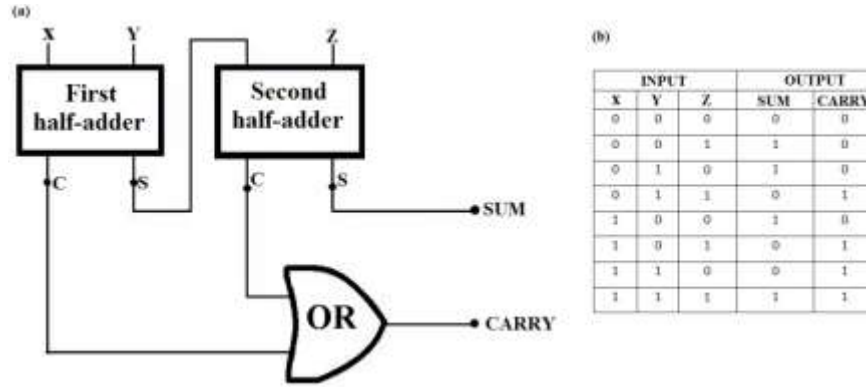 (a)
X Y Z
First half-adder
Second half-adder
C S C S
SUM
OR
CARRY
(b)
INPUT OUTPUT
X Y Z SUM CARRY
0 0 0 0 0
0 0 1 1 0
0 1 0 1 0
0 1 1 0 1
1 0 0 1 0
1 0 1 0 1
1 1 0 0 1
1 1 1 1 1